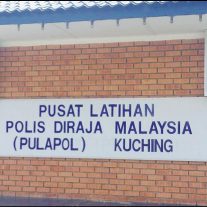 PUSAT LATIHAN
POLIS DIRAJA MALAYSIA
(PULAPOL) KUCHING